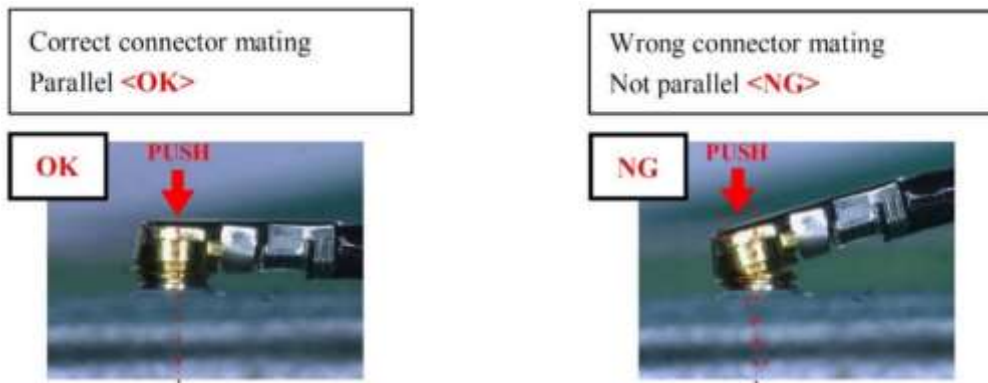 Correct connector mating
Parallel <OK>
Wrong connector mating
Not parallel <NG>
OK
PUSH
NG
PUSH